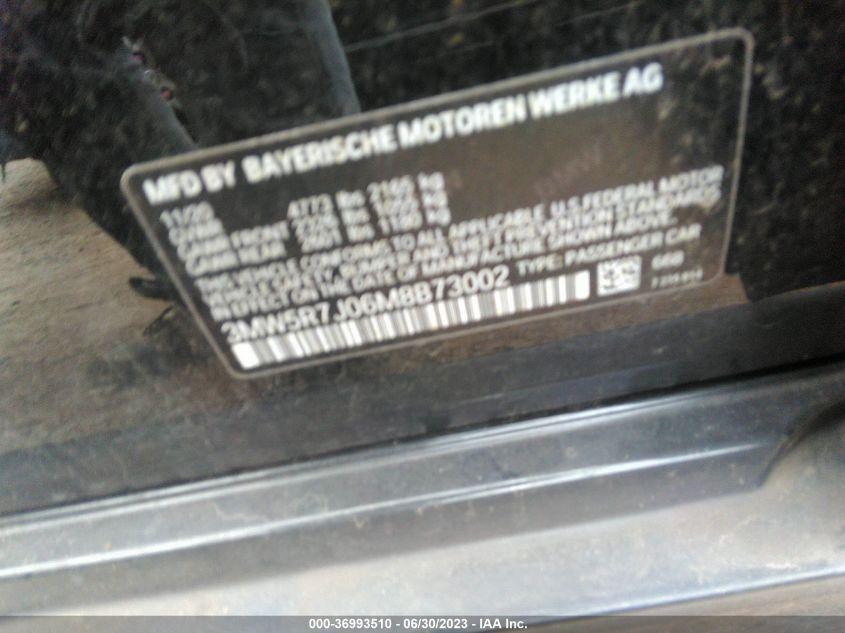 MFD BY BAYERISCHE MOTOREN WERKE AG
11/20
GVWR 4773 lbs 2165 kg
GAWR FRONT lbs kg
GAWR REAR 2601 lbs 1180 kg
THIS VEHICLE CONFORMS TO ALL APPLICABLE U.S FEDERAL MOTOR
VEHICLE SAFETY, BUMPER AND THEFT PREVENTION STANDARDS
IN EFFECT ON THE DATE OF MANUFACTURE SHOWN ABOVE.
3MW5R7J06M8B73002 TYPE: PASSENGER CAR
668
000-36993510 - 06/30/2023 - IAA Inc.